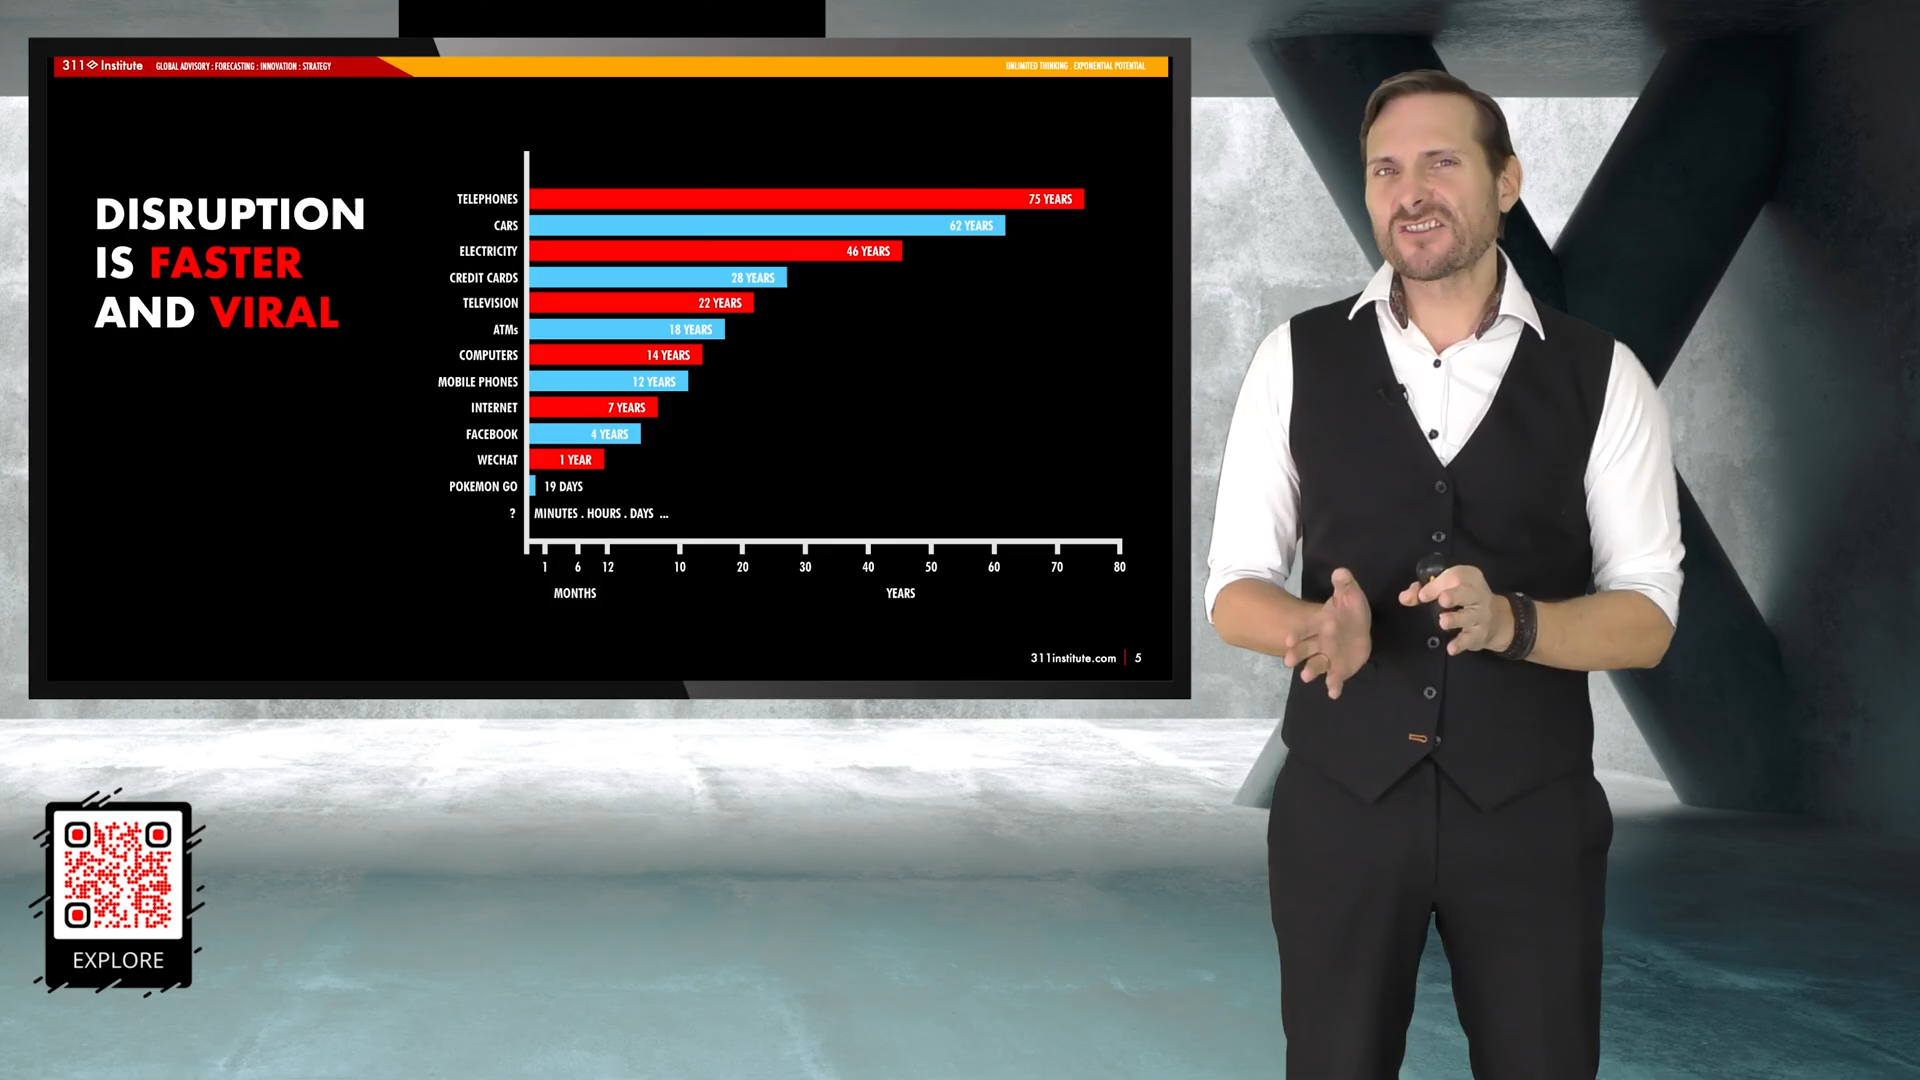 311 Institute GLOBAL ADVISORY : FORECASTING : INNOVATION : STRATEGY
UNLIMITED THINKING . EXPONENTIAL POTENTIAL
DISRUPTION
IS FASTER
AND VIRAL
TELEPHONES 75 YEARS
CARS 62 YEARS
ELECTRICITY 46 YEARS
CREDIT CARDS 28 YEARS
TELEVISION 22 YEARS
ATMs 18 YEARS
COMPUTERS 14 YEARS
MOBILE PHONES 12 YEARS
INTERNET 7 YEARS
FACEBOOK 4 YEARS
WECHAT 1 YEAR
POKEMON GO 19 DAYS
? MINUTES . HOURS . DAYS ...
1 6 12 10 20 30 40 50 60 70 80
MONTHS YEARS
311institute.com 5
EXPLORE